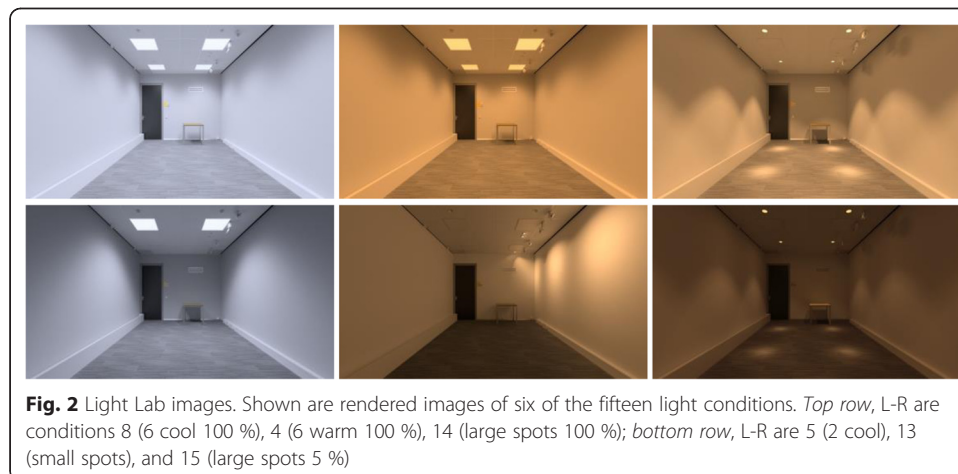 Fig. 2 Light Lab images. Shown are rendered images of six of the fifteen light conditions. Top row, L-R are
conditions 8 (6 cool 100 %), 4 (6 warm 100 %), 14 (large spots 100 %); bottom row, L-R are 5 (2 cool), 13
(small spots), and 15 (large spots 5 %)